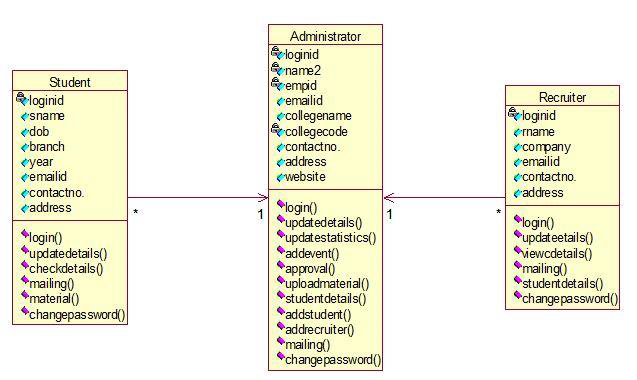 Student
loginid
sname
dob
branch
year
emailid
contactno.
address
login()
updatedetails()
checkdetails()
mailing()
material()
changepassword()
*
1
Administrator
loginid
name2
empid
emailid
collegename
collegecode
contactno.
address
website
login()
updatedetails()
updatestatistics()
addevent()
approval()
uploadmaterial()
studentdetails()
addstudent()
addrecruiter()
mailing()
changepassword()
1
*
Recruiter
loginid
rname
company
emailid
contactno.
address
login()
updateetails()
viewcdetails()
mailing()
studentdetails()
changepassword()